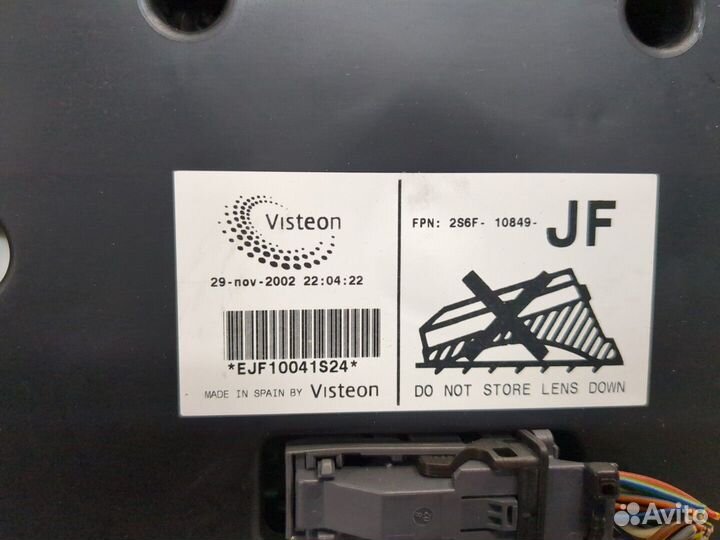 Visteon
29-nov-2002 22:04:22
*EJF10041S24*
MADE IN SPAIN BY Visteon
FPN: 2S6F- 10849- JF
DO NOT STORE LENS DOWN
Avito